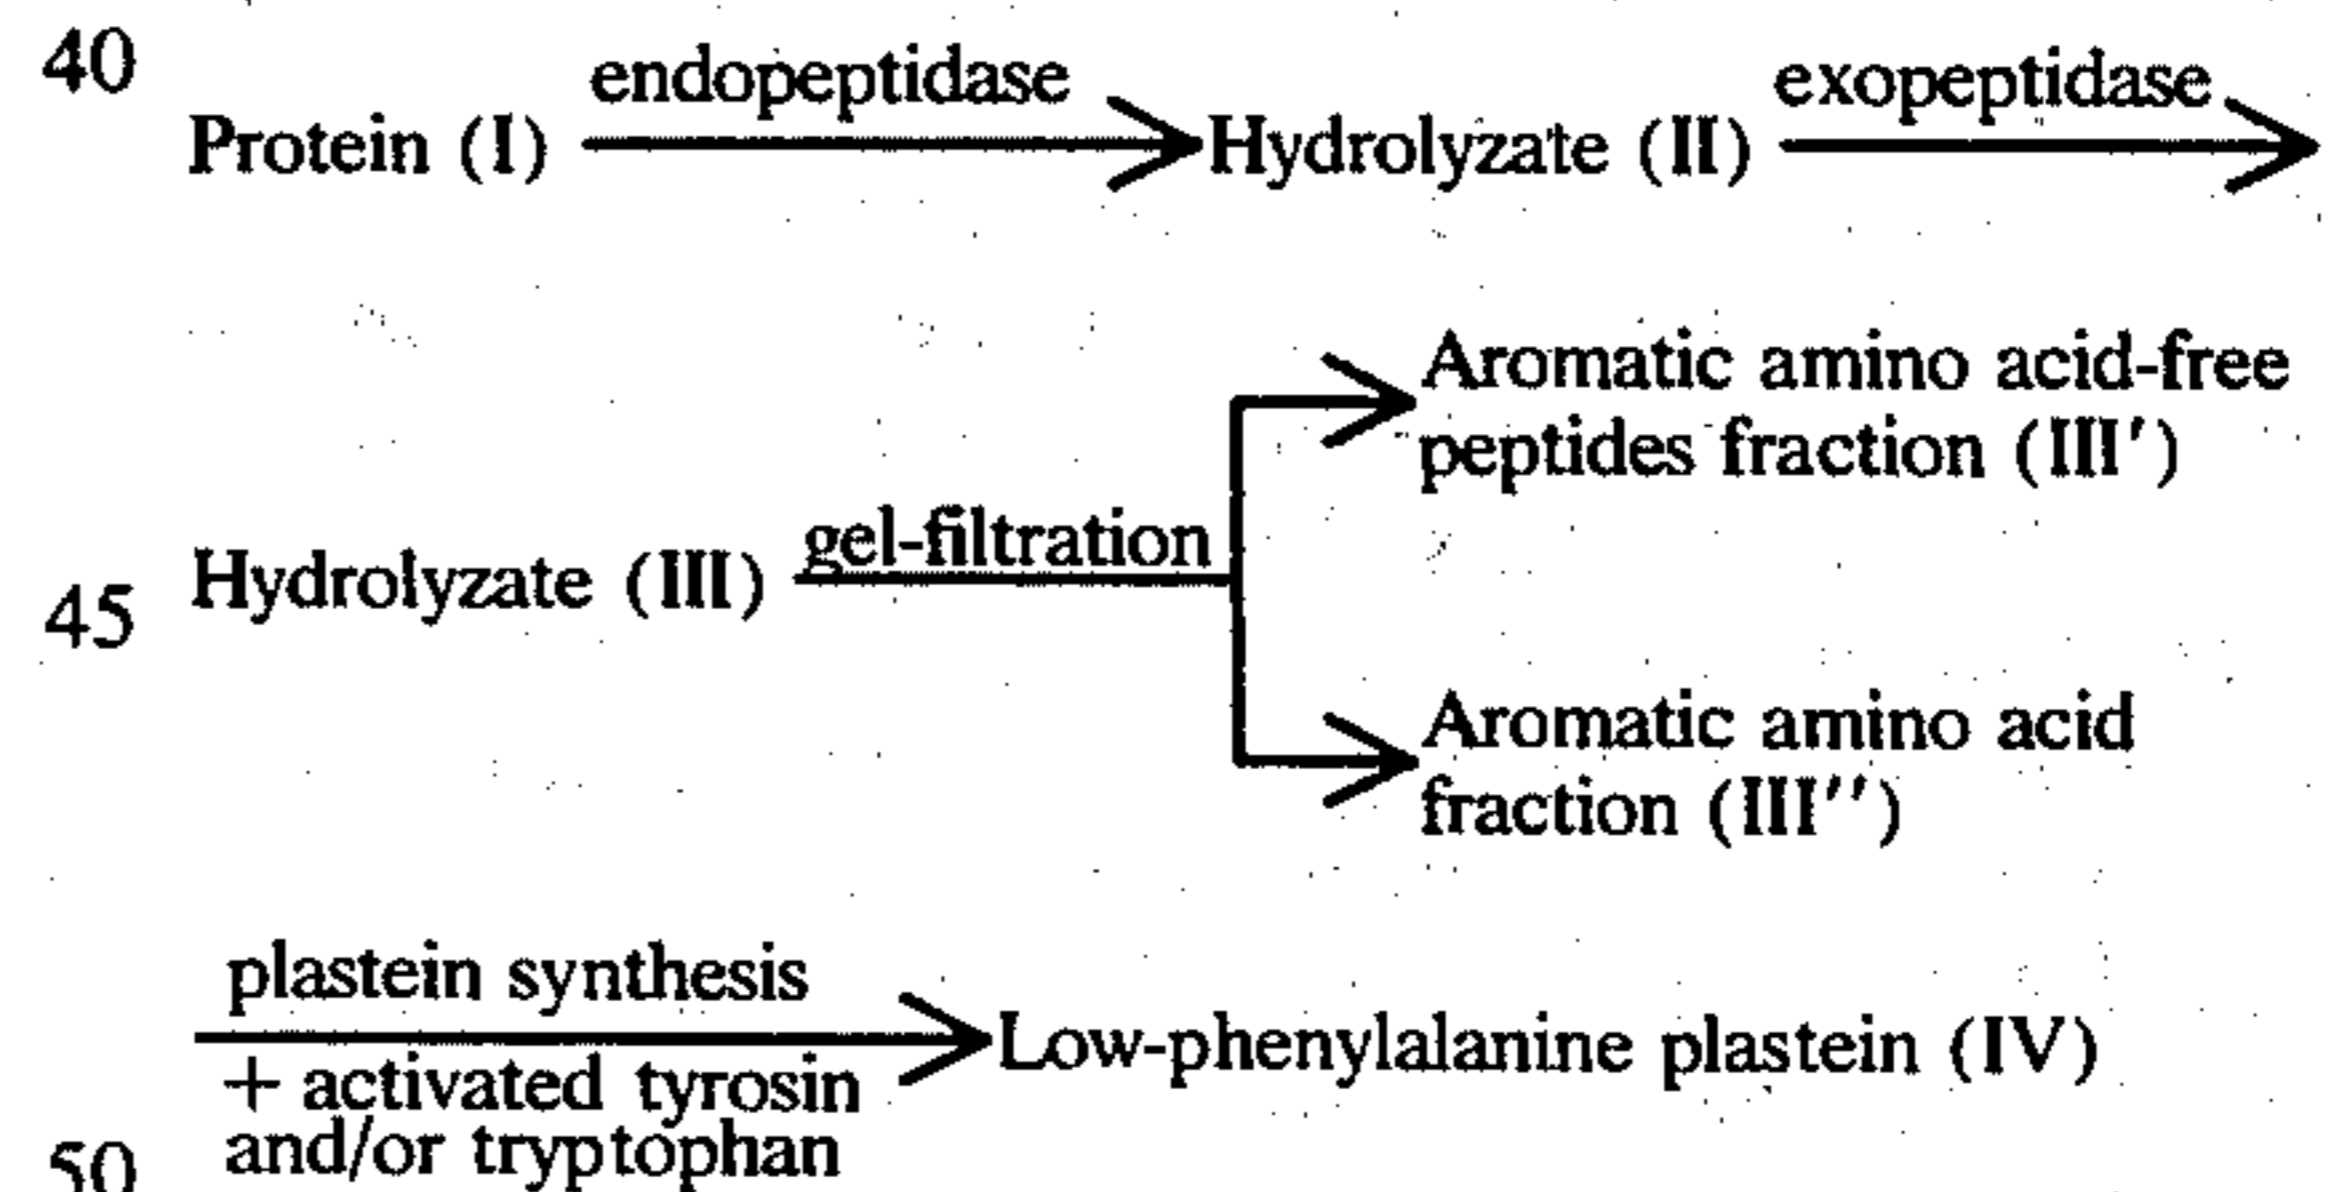 40
endopeptidase exopeptidase
Protein (I) Hydrolyzate (II)
Aromatic amino acid-free
peptides fraction (III')
gel-filtration
45 Hydrolyzate (III)
Aromatic amino acid
fraction (III'')
plastein synthesis
Low-phenylalanine plastein (IV)
+ activated tyrosin
and/or tryptophan
50